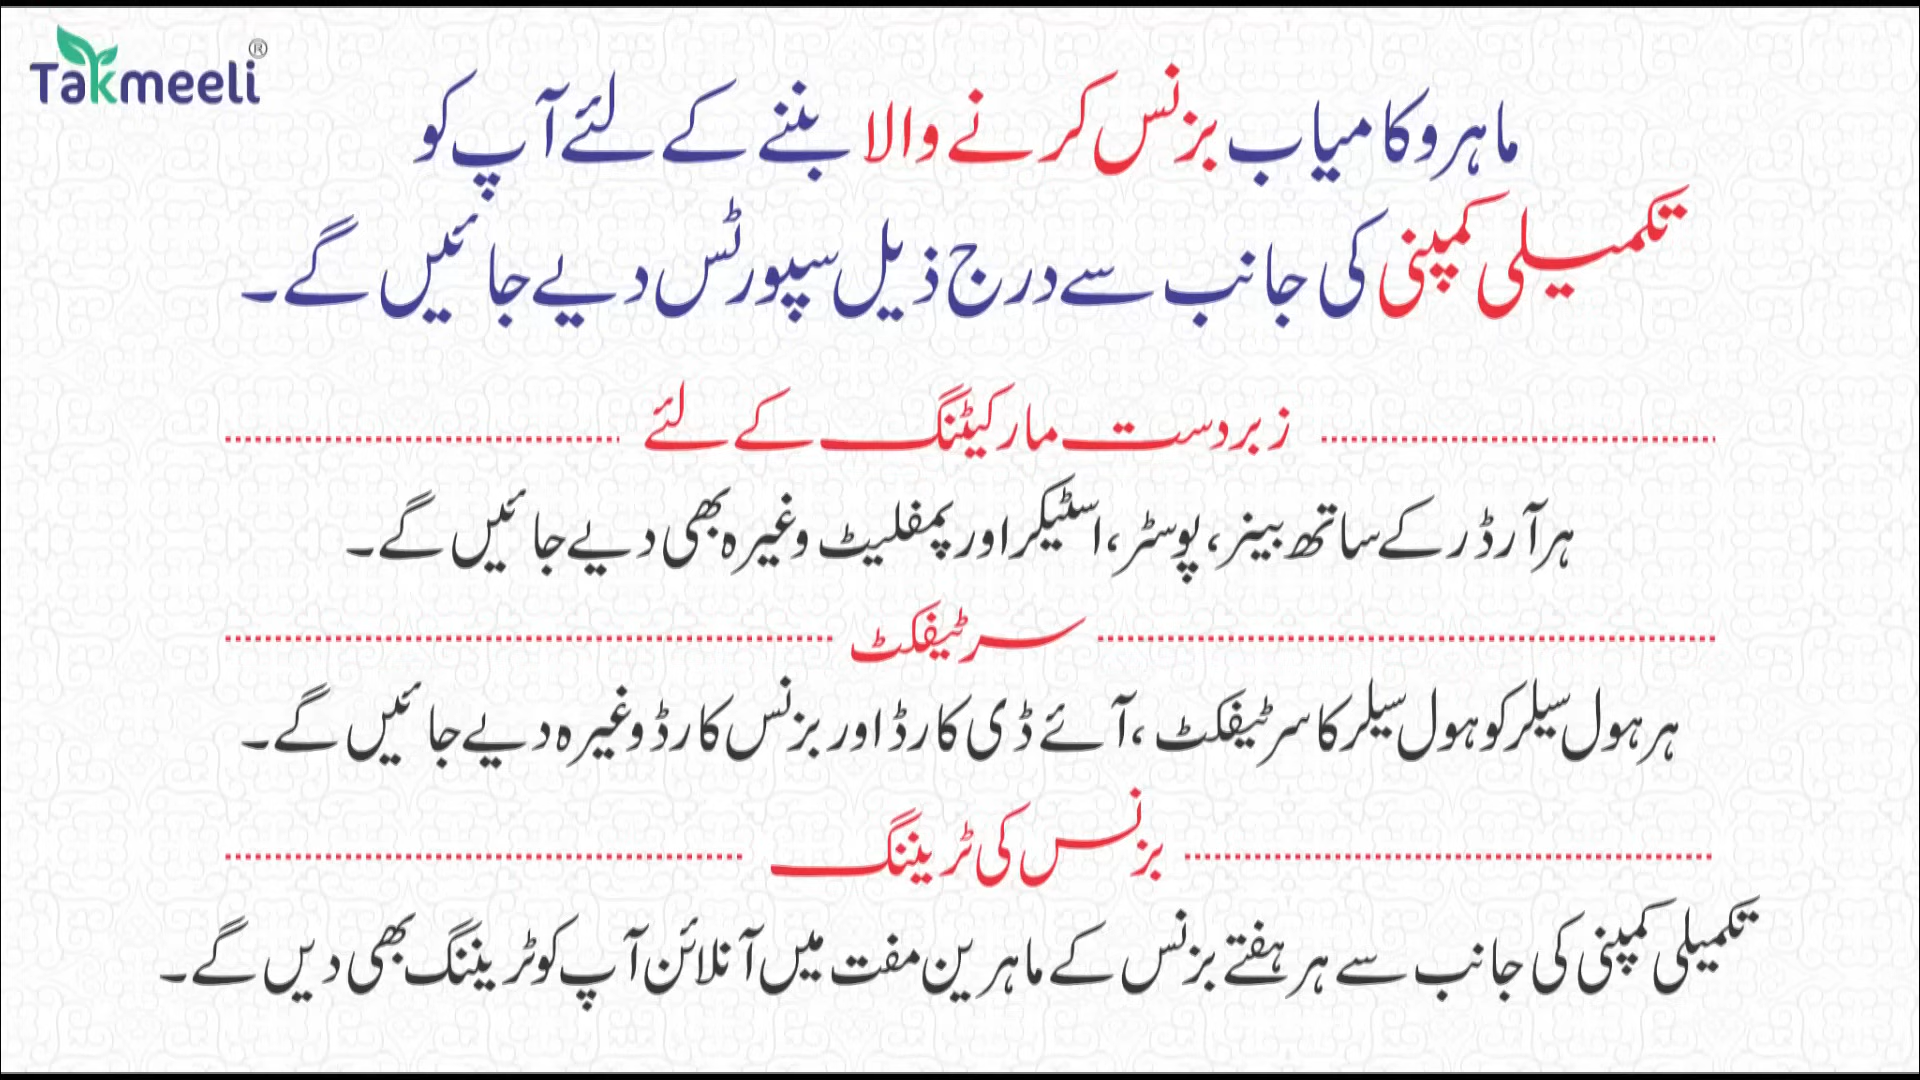 Takmeeli®
ماہر و کامیاب بزنس کرنے والا بننے کے لئے آپ کو
تکمیلی کمپنی کی جانب سے درج ذیل سپورٹس دیے جائیں گے۔
زبردست مارکیٹنگ کے لئے
ہر آرڈر کے ساتھ بینر، پوسٹر، اسٹیکر اور پمفلیٹ وغیرہ بھی دیے جائیں گے۔
سرٹیفکٹ
ہر ہول سیلر کو ہول سیلر کا سرٹیفکٹ، آئے ڈی کارڈ اور بزنس کارڈ وغیرہ دیے جائیں گے۔
بزنس کی ٹریننگ
تکمیلی کمپنی کی جانب سے ہر ہفتے بزنس کے ماہرین مفت میں آنلائن آپ کو ٹریننگ بھی دیں گے۔